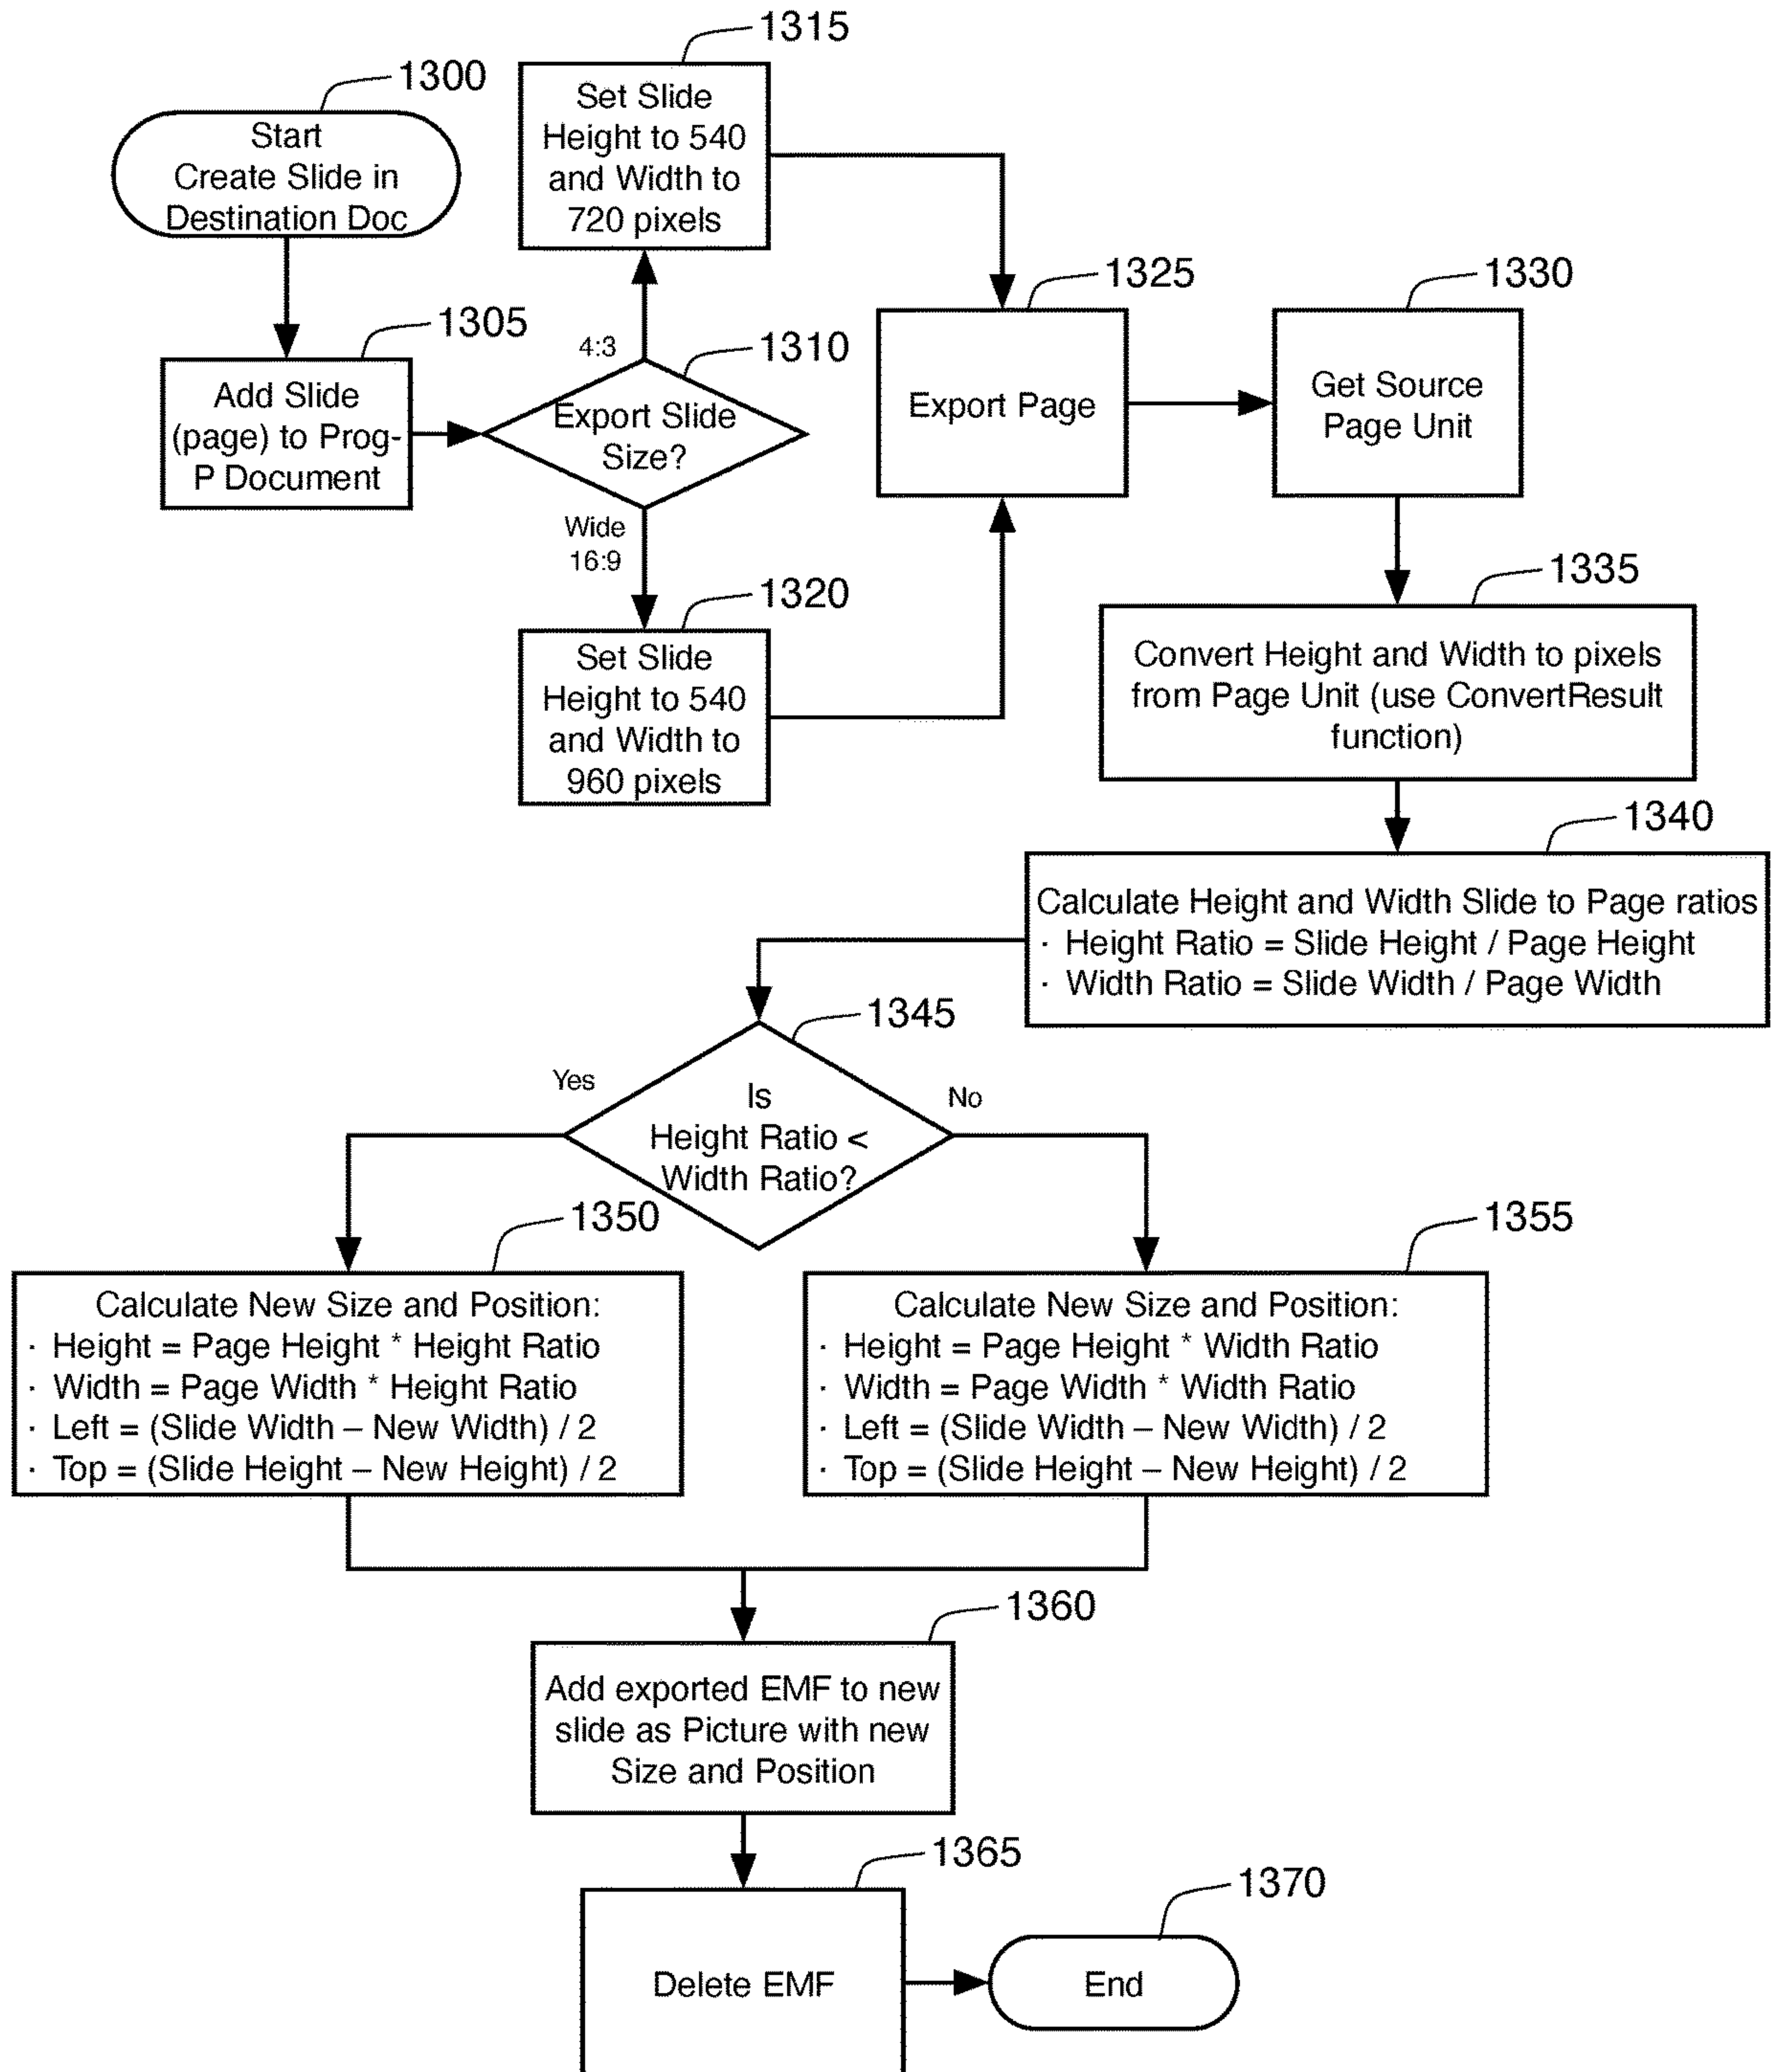 1300
Start
Create Slide in
Destination Doc
1305
Add Slide
(page) to Prog-
P Document
1310
Export Slide
Size?
4:3
1315
Set Slide
Height to 540
and Width to
720 pixels
Wide
16:9
1320
Set Slide
Height to 540
and Width to
960 pixels
1325
Export Page
1330
Get Source
Page Unit
1335
Convert Height and Width to pixels
from Page Unit (use ConvertResult
function)
1340
Calculate Height and Width Slide to Page ratios
· Height Ratio = Slide Height / Page Height
· Width Ratio = Slide Width / Page Width
1345
Is
Height Ratio <
Width Ratio?
Yes
No
1350
Calculate New Size and Position:
· Height = Page Height * Height Ratio
· Width = Page Width * Height Ratio
· Left = (Slide Width – New Width) / 2
· Top = (Slide Height – New Height) / 2
1355
Calculate New Size and Position:
· Height = Page Height * Width Ratio
· Width = Page Width * Width Ratio
· Left = (Slide Width – New Width) / 2
· Top = (Slide Height – New Height) / 2
1360
Add exported EMF to new
slide as Picture with new
Size and Position
1365
Delete EMF
1370
End